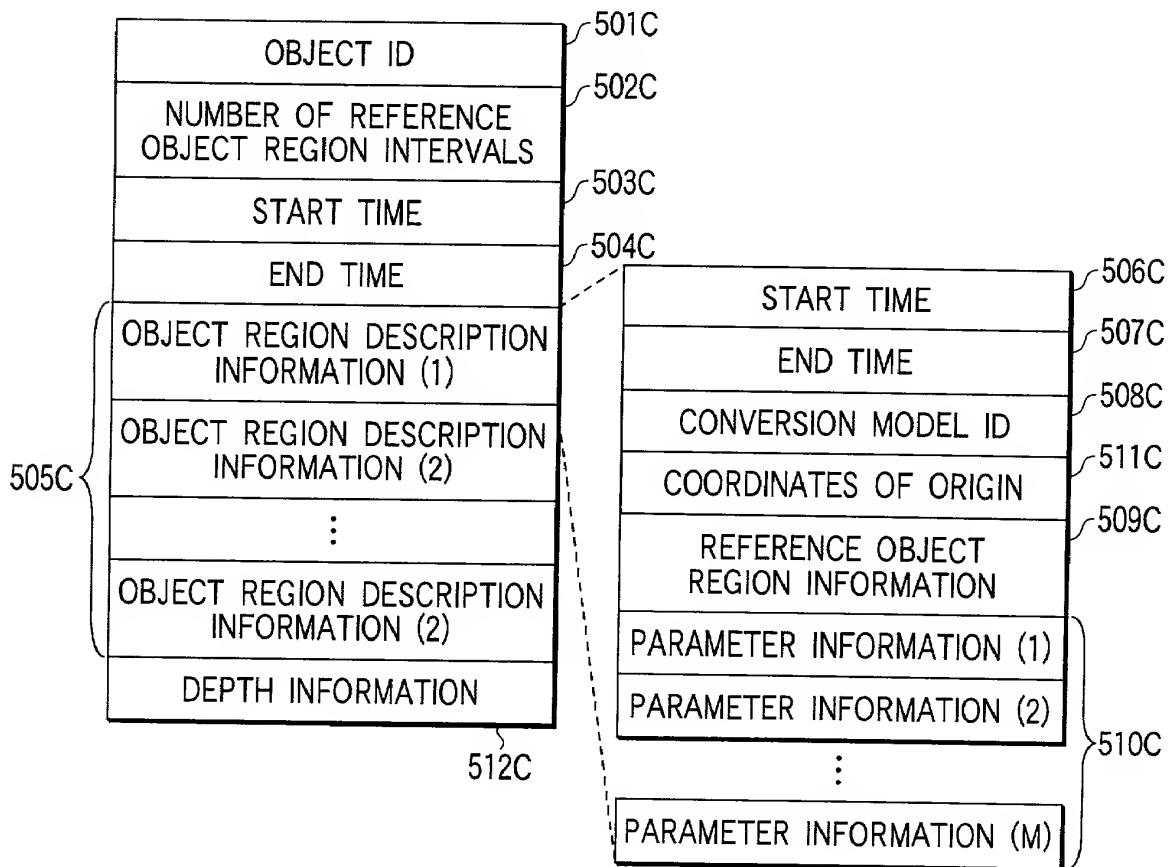 OBJECT ID
501C
NUMBER OF REFERENCE
OBJECT REGION INTERVALS
502C
START TIME
503C
END TIME
504C
OBJECT REGION DESCRIPTION
INFORMATION (1)
OBJECT REGION DESCRIPTION
INFORMATION (2)
505C
⋮
OBJECT REGION DESCRIPTION
INFORMATION (2)
DEPTH INFORMATION
512C
START TIME
506C
END TIME
507C
CONVERSION MODEL ID
508C
COORDINATES OF ORIGIN
511C
REFERENCE OBJECT
REGION INFORMATION
509C
PARAMETER INFORMATION (1)
PARAMETER INFORMATION (2)
510C
⋮
PARAMETER INFORMATION (M)